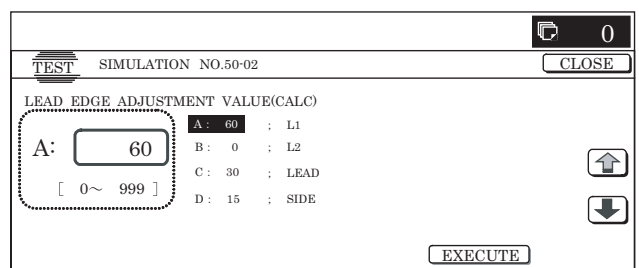 0
TEST SIMULATION NO.50-02 CLOSE
LEAD EDGE ADJUSTMENT VALUE(CALC)
A: 60 ; L1
A: 60
B: 0 ; L2
C: 30 ; LEAD
[ 0~ 999 ]
D: 15 ; SIDE
EXECUTE